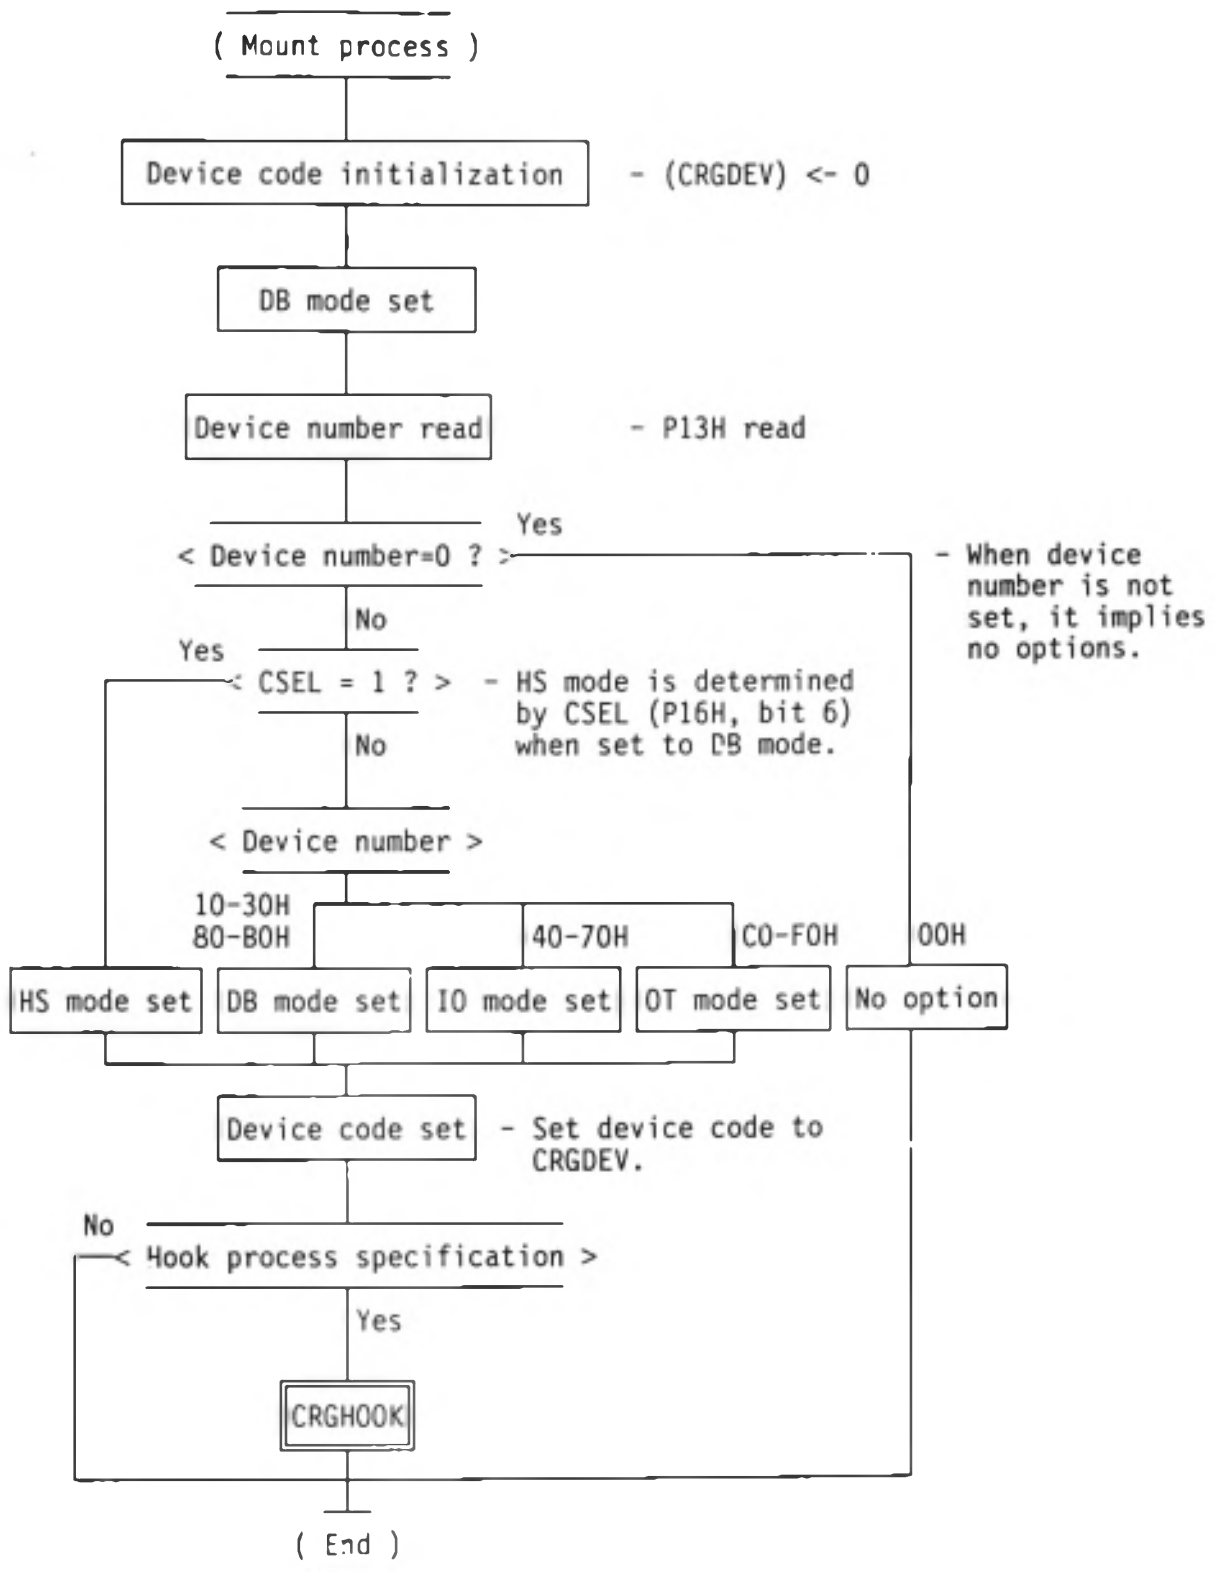 ( Mount process )
Device code initialization - (CRGDEV) <- 0
DB mode set
Device number read - P13H read
Yes
< Device number=0 ? >
- When device
number is not
set, it implies
no options.
No
Yes
< CSEL = 1 ? >
- HS mode is determined
by CSEL (P16H, bit 6)
when set to DB mode.
No
< Device number >
10-30H
80-B0H
40-70H
C0-F0H
00H
HS mode set
DB mode set
IO mode set
OT mode set
No option
Device code set
- Set device code to
CRGDEV.
No
< Hook process specification >
Yes
CRGHOOK
( End )